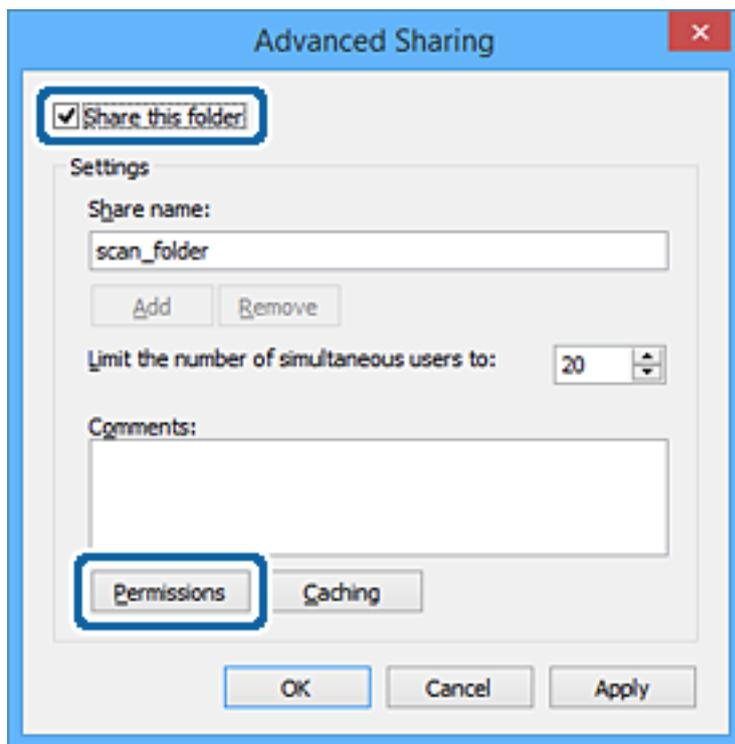 Advanced Sharing
Share this folder
Settings
Share name:
scan_folder
Add Remove
Limit the number of simultaneous users to: 20
Comments:
Permissions Caching
OK Cancel Apply